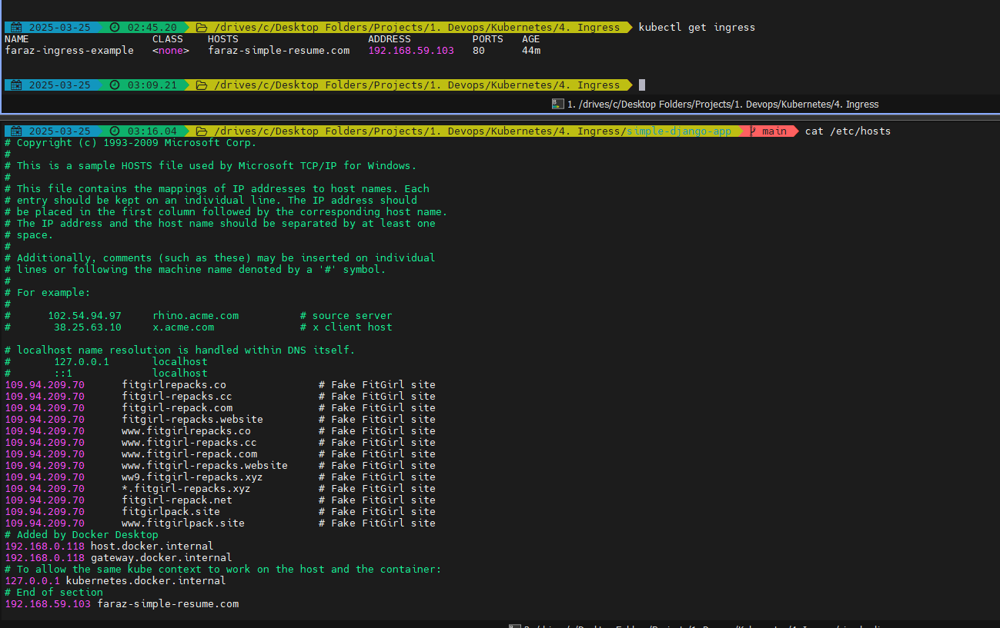 2025-03-25 02:45.20 /drives/c/Desktop Folders/Projects/1. Devops/Kubernetes/4. Ingress kubectl get ingress
NAME CLASS HOSTS ADDRESS PORTS AGE
faraz-ingress-example <none> faraz-simple-resume.com 192.168.59.103 80 44m
2025-03-25 03:09.21 /drives/c/Desktop Folders/Projects/1. Devops/Kubernetes/4. Ingress
1. /drives/c/Desktop Folders/Projects/1. Devops/Kubernetes/4. Ingress
2025-03-25 03:16.04 /drives/c/Desktop Folders/Projects/1. Devops/Kubernetes/4. Ingress/simple-django-app main cat /etc/hosts
# Copyright (c) 1993-2009 Microsoft Corp.
#
# This is a sample HOSTS file used by Microsoft TCP/IP for Windows.
#
# This file contains the mappings of IP addresses to host names. Each
# entry should be kept on an individual line. The IP address should
# be placed in the first column followed by the corresponding host name.
# The IP address and the host name should be separated by at least one
# space.
#
# Additionally, comments (such as these) may be inserted on individual
# lines or following the machine name denoted by a '#' symbol.
#
# For example:
#
# 102.54.94.97 rhino.acme.com # source server
# 38.25.63.10 x.acme.com # x client host
# localhost name resolution is handled within DNS itself.
# 127.0.0.1 localhost
# ::1 localhost
109.94.209.70 fitgirlrepacks.co # Fake FitGirl site
109.94.209.70 fitgirl-repacks.cc # Fake FitGirl site
109.94.209.70 fitgirl-repack.com # Fake FitGirl site
109.94.209.70 fitgirl-repacks.website # Fake FitGirl site
109.94.209.70 www.fitgirlrepacks.co # Fake FitGirl site
109.94.209.70 www.fitgirl-repacks.cc # Fake FitGirl site
109.94.209.70 www.fitgirl-repack.com # Fake FitGirl site
109.94.209.70 www.fitgirl-repacks.website # Fake FitGirl site
109.94.209.70 ww9.fitgirl-repacks.xyz # Fake FitGirl site
109.94.209.70 *.fitgirl-repacks.xyz # Fake FitGirl site
109.94.209.70 fitgirl-repack.net # Fake FitGirl site
109.94.209.70 fitgirlpack.site # Fake FitGirl site
109.94.209.70 www.fitgirlpack.site # Fake FitGirl site
# Added by Docker Desktop
192.168.0.118 host.docker.internal
192.168.0.118 gateway.docker.internal
# To allow the same kube context to work on the host and the container:
127.0.0.1 kubernetes.docker.internal
# End of section
192.168.59.103 faraz-simple-resume.com